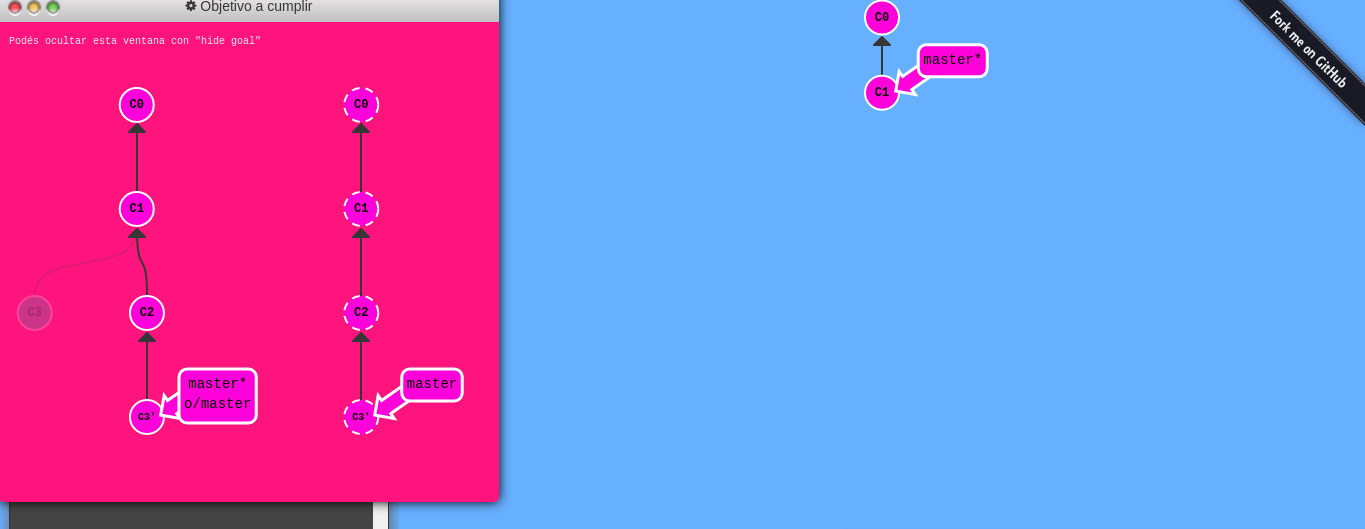 Objetivo a cumplir
Podés ocultar esta ventana con "hide goal"
C0
C1
C3
C2
C3'
master*
o/master
C0
C1
C2
C3'
master
C0
C1
master*
Fork me on GitHub